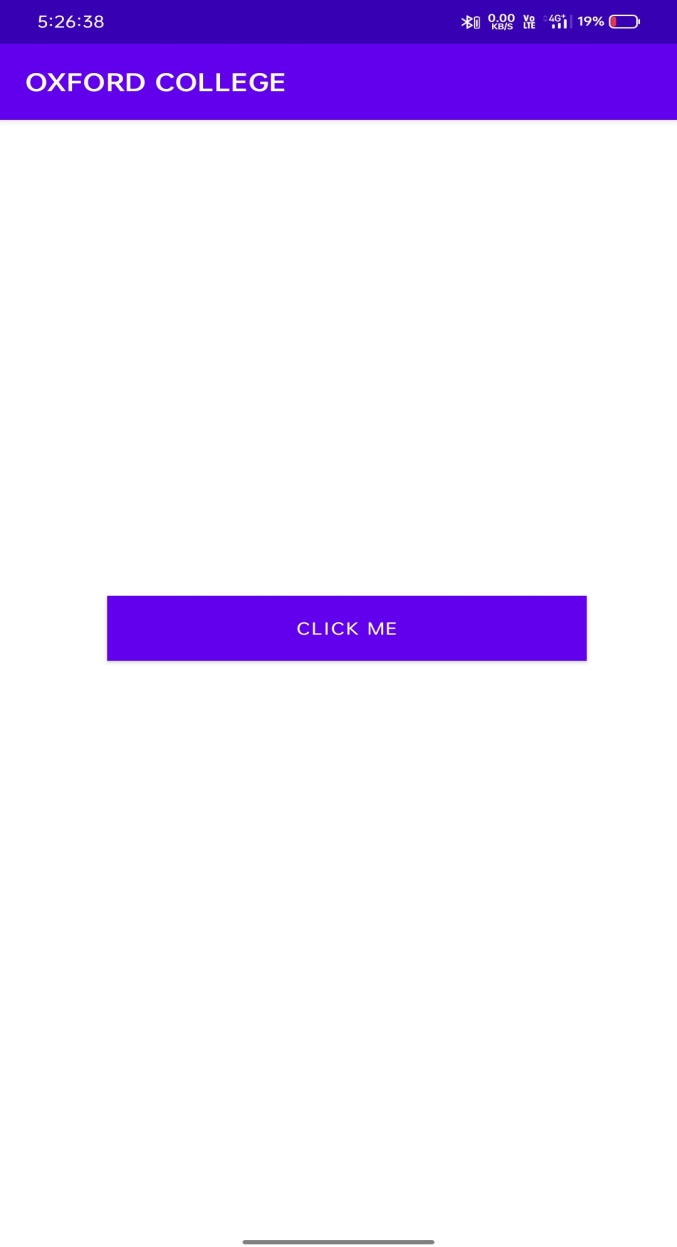 5:26:38
0.00 KB/S Vo LTE 4G+ 19%
OXFORD COLLEGE
CLICK ME